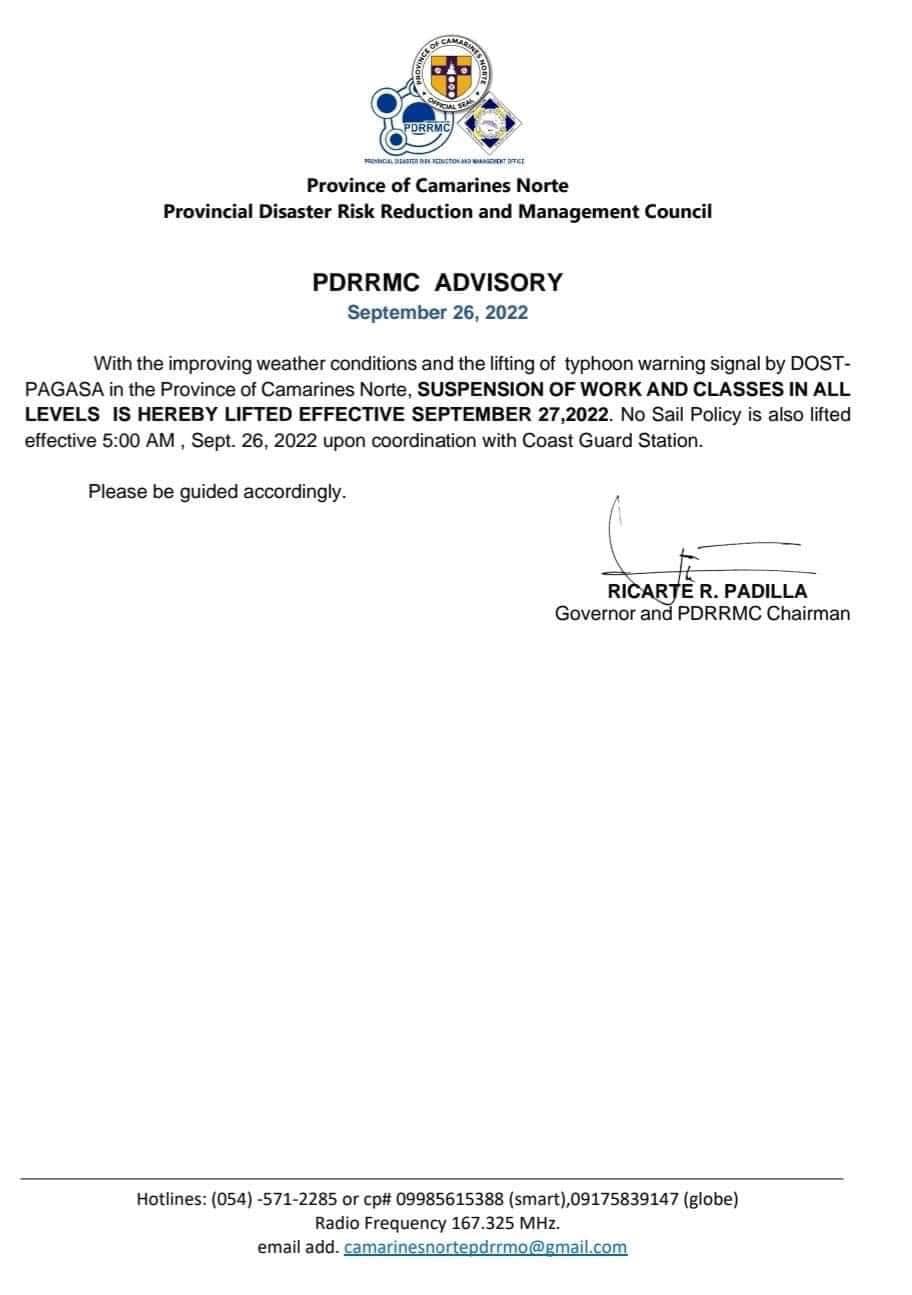 PROVINCE OF CAMARINES NORTE
OFFICIAL SEAL
PDRRMC
PROVINCIAL DISASTER RISK REDUCTION AND MANAGEMENT OFFICE
Province of Camarines Norte
Provincial Disaster Risk Reduction and Management Council
PDRRMC ADVISORY
September 26, 2022
With the improving weather conditions and the lifting of typhoon warning signal by DOST-
PAGASA in the Province of Camarines Norte, SUSPENSION OF WORK AND CLASSES IN ALL
LEVELS IS HEREBY LIFTED EFFECTIVE SEPTEMBER 27,2022. No Sail Policy is also lifted
effective 5:00 AM , Sept. 26, 2022 upon coordination with Coast Guard Station.
Please be guided accordingly.
RICARTE R. PADILLA
Governor and PDRRMC Chairman
Hotlines: (054) -571-2285 or cp# 09985615388 (smart),09175839147 (globe)
Radio Frequency 167.325 MHz.
email add. camarinesnortepdrrmo@gmail.com